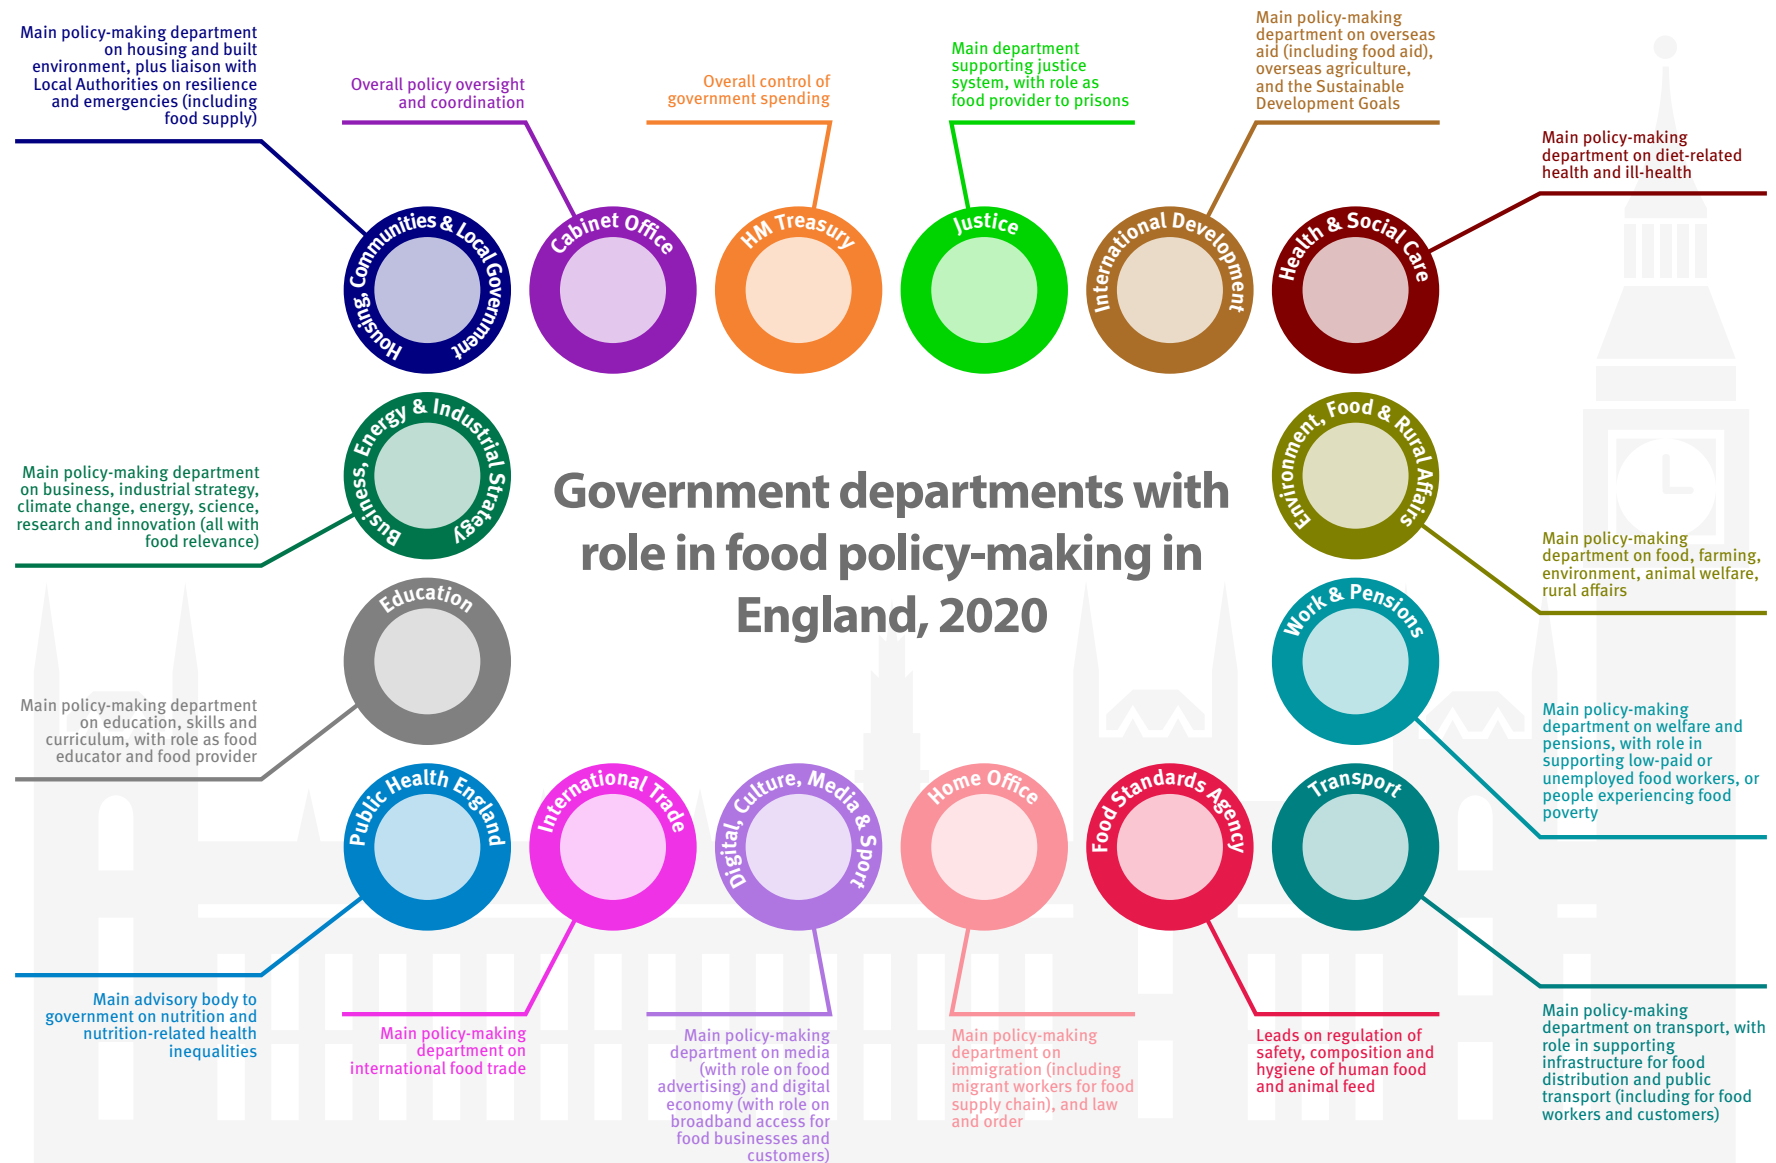 Main policy-making department
on housing and built
environment, plus liaison with
Local Authorities on resilience
and emergencies (including
food supply)
Overall policy oversight
and coordination
Overall control of
government spending
Main department
supporting justice
system, with role as
food provider to prisons
Main policy-making
department on overseas
aid (including food aid),
overseas agriculture,
and the Sustainable
Development Goals
Main policy-making
department on diet-related
health and ill-health
Housing, Communities & Local Government
Cabinet Office
HM Treasury
Justice
International Development
Health & Social Care
Business, Energy & Industrial Strategy
Environment, Food & Rural Affairs
Main policy-making department
on business, industrial strategy,
climate change, energy, science,
research and innovation (all with
food relevance)
Government departments with
role in food policy-making in
England, 2020
Main policy-making
department on food, farming,
environment, animal welfare,
rural affairs
Education
Work & Pensions
Main policy-making department
on education, skills and
curriculum, with role as food
educator and food provider
Main policy-making
department on welfare and
pensions, with role in
supporting low-paid or
unemployed food workers, or
people experiencing food
poverty
Public Health England
International Trade
Digital, Culture, Media & Sport
Home Office
Food Standards Agency
Transport
Main advisory body to
government on nutrition and
nutrition-related health
inequalities
Main policy-making
department on
international food trade
Main policy-making
department on media
(with role on food
advertising) and digital
economy (with role on
broadband access for
food businesses and
customers)
Main policy-making
department on
immigration (including
migrant workers for food
supply chain), and law
and order
Leads on regulation of
safety, composition and
hygiene of human food
and animal feed
Main policy-making
department on transport, with
role in supporting
infrastructure for food
distribution and public
transport (including for food
workers and customers)